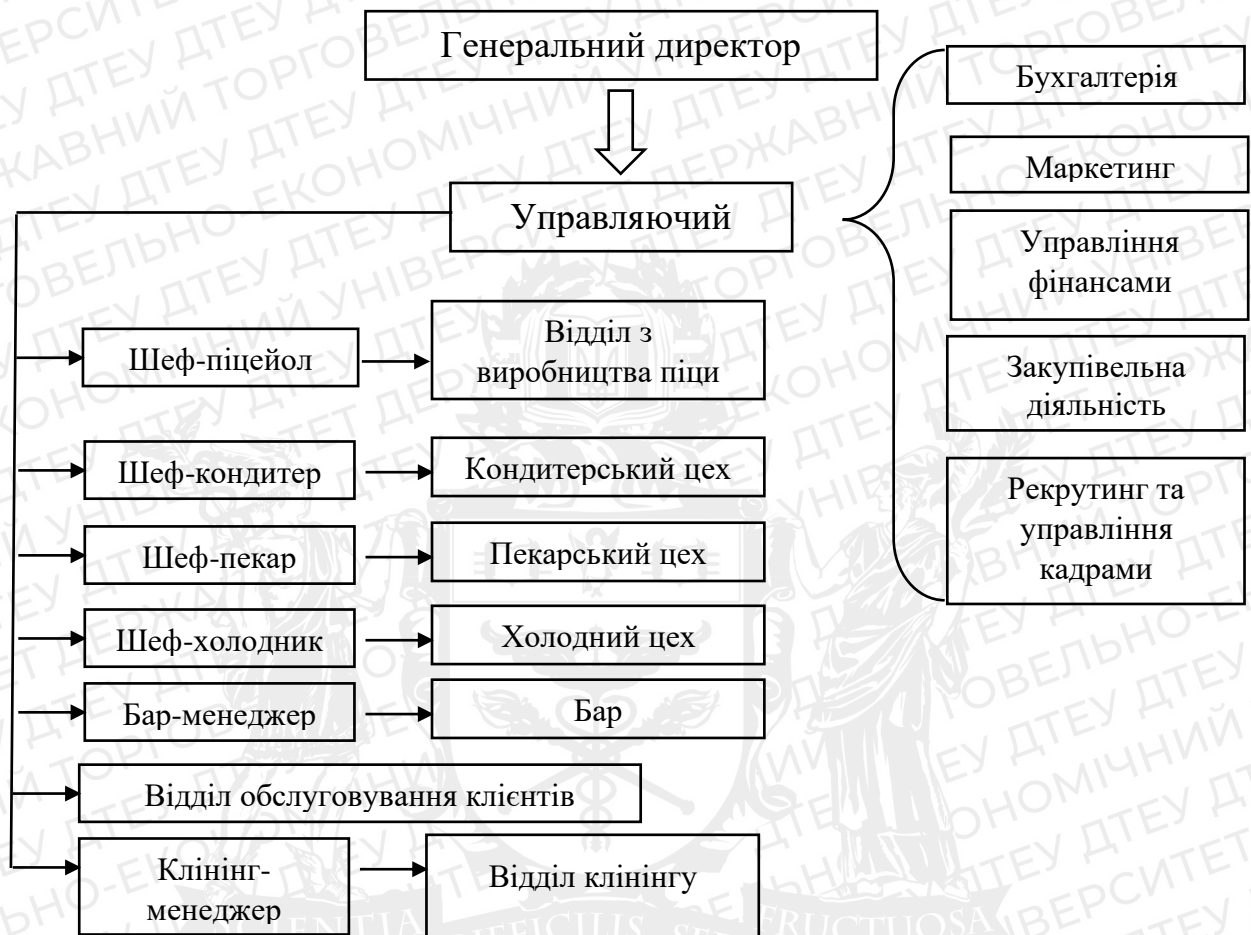 Генеральний директор
Управляючий
Бухгалтерія
Маркетинг
Управління
фінансами
Закупівельна
діяльність
Рекрутинг та
управління
кадрами
Шеф-піцейол
Відділ з
виробництва піци
Шеф-кондитер
Кондитерський цех
Шеф-пекар
Пекарський цех
Шеф-холодник
Холодний цех
Бар-менеджер
Бар
Відділ обслуговування клієнтів
Клінінг-
менеджер
Відділ клінінгу